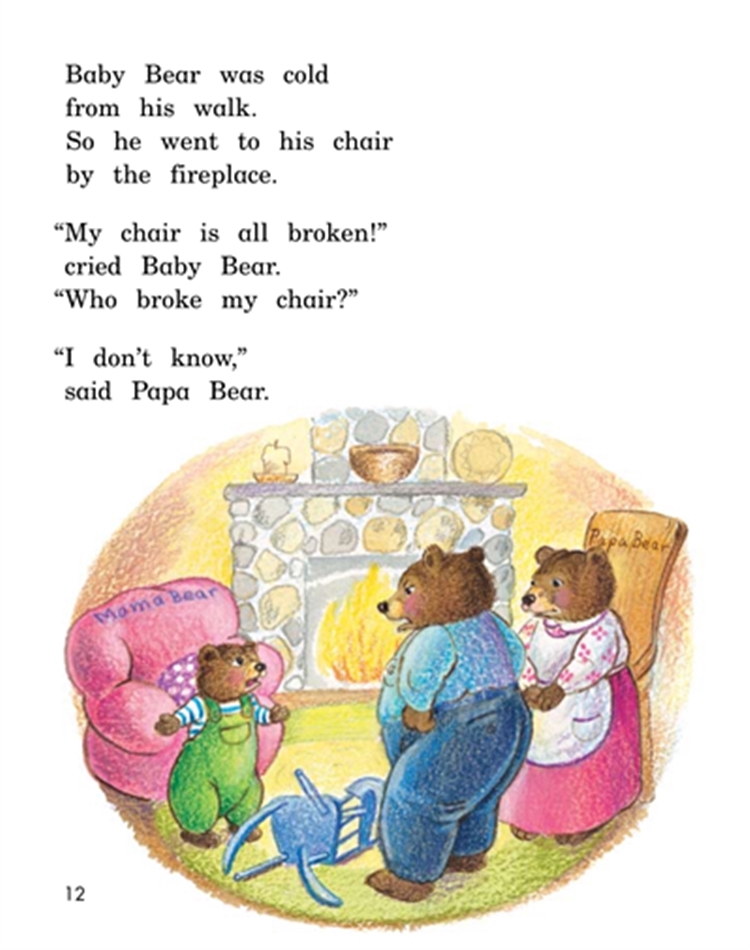 Baby Bear was cold
from his walk.
So he went to his chair
by the fireplace.
“My chair is all broken!”
cried Baby Bear.
“Who broke my chair?”
“I don’t know,”
said Papa Bear.
Mama Bear
Papa Bear
12